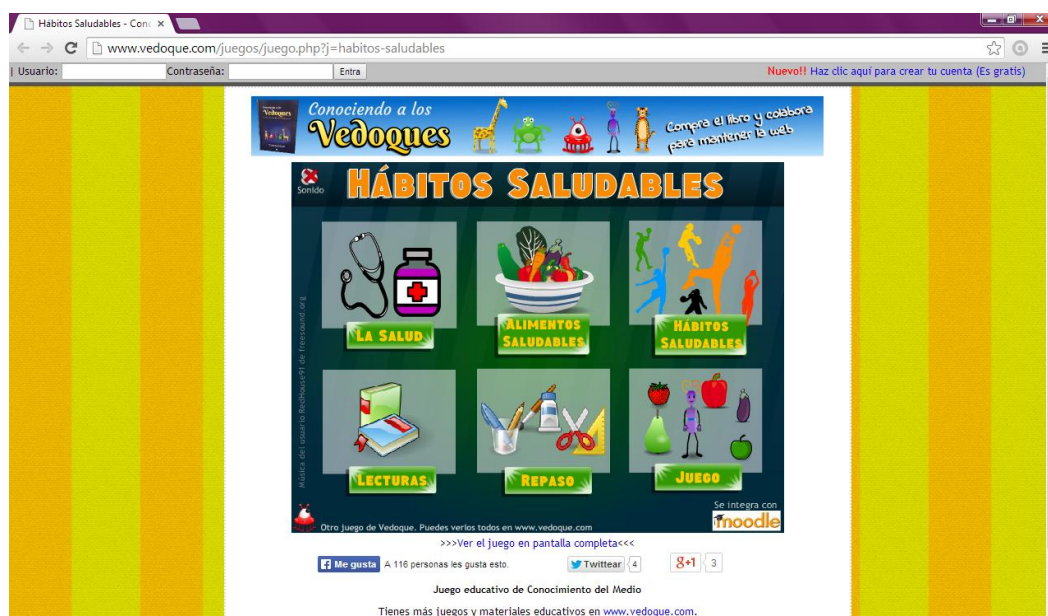 Hábitos Saludables - Con
www.vedoque.com/juegos/juego.php?j=habitos-saludables
| Usuario: Contraseña: Entra Nuevo!! Haz clic aquí para crear tu cuenta (Es gratis)
Conociendo a los
Vedoques
Compra el libro y colabora
para mantener la web
Sonido
HÁBITOS SALUDABLES
LA SALUD
ALIMENTOS
SALUDABLES
HÁBITOS
SALUDABLES
Música del usuario RedHouse91 de freesound.org
LECTURAS
REPASO
JUEGO
Se integra con
moodle
Otro juego de Vedoque. Puedes verlos todos en www.vedoque.com
>>>Ver el juego en pantalla completa<<<
Me gusta A 116 personas les gusta esto. Twittear 4 g+1 3
Juego educativo de Conocimiento del Medio
Tienes más juegos y materiales educativos en www.vedoque.com.